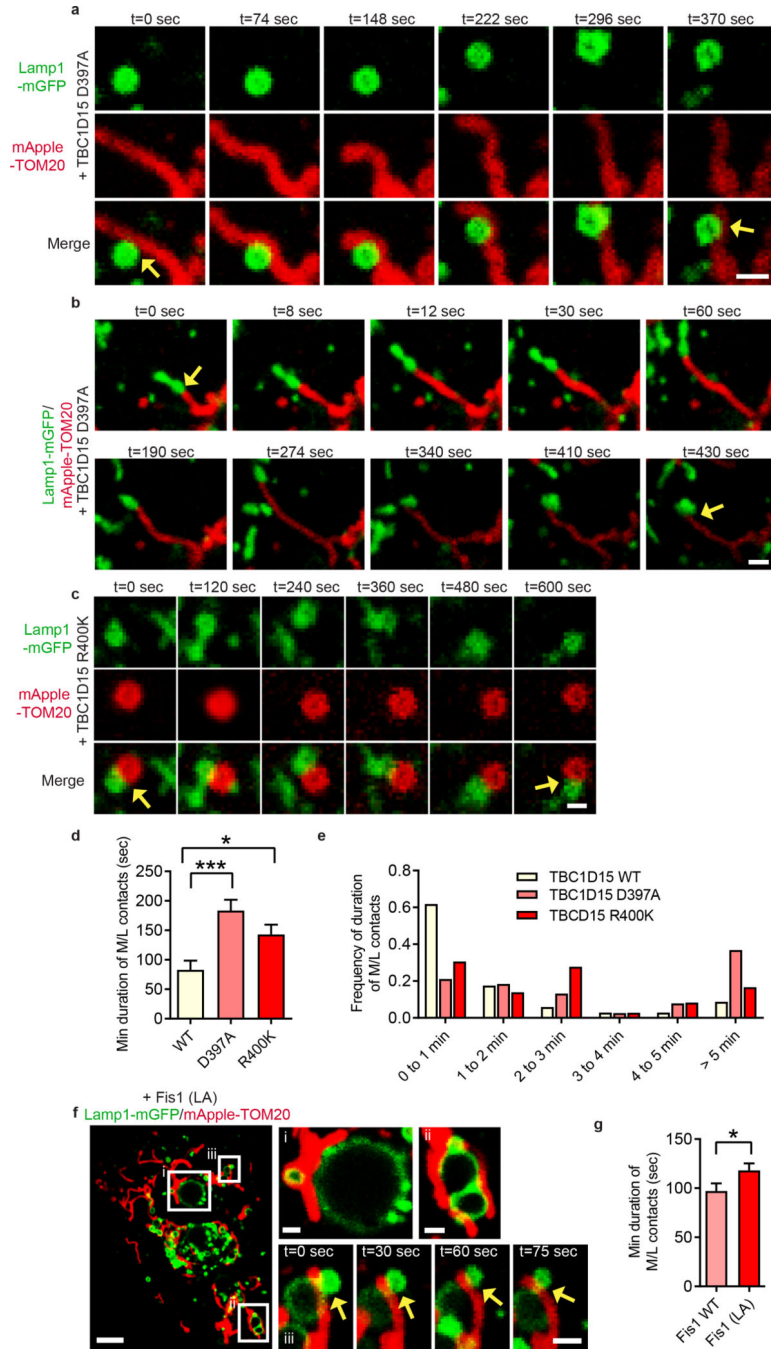 a
t=0 sec t=74 sec t=148 sec t=222 sec t=296 sec t=370 sec
Lamp1
-mGFP
mApple
-TOM20
+ TBC1D15 D397A
Merge
b
t=0 sec t=8 sec t=12 sec t=30 sec t=60 sec
Lamp1-mGFP/
mApple-TOM20
+ TBC1D15 D397A
t=190 sec t=274 sec t=340 sec t=410 sec t=430 sec
c
t=0 sec t=120 sec t=240 sec t=360 sec t=480 sec t=600 sec
Lamp1
-mGFP
mApple
-TOM20
+ TBC1D15 R400K
Merge
d
Min duration of M/L contacts (sec)
250
200
150
100
50
0
*
***
WT
D397A
R400K
e
Frequency of duration
of M/L contacts
0.8
0.6
0.4
0.2
0.0
TBC1D15 WT
TBC1D15 D397A
TBCD15 R400K
0 to 1 min
1 to 2 min
2 to 3 min
3 to 4 min
4 to 5 min
> 5 min
+ Fis1 (LA)
f Lamp1-mGFP/mApple-TOM20
i
ii
iii
i
ii
t=0 sec t=30 sec t=60 sec t=75 sec
iii
g
Min duration of
M/L contacts (sec)
150
100
50
0
*
Fis1 WT
Fis1 (LA)